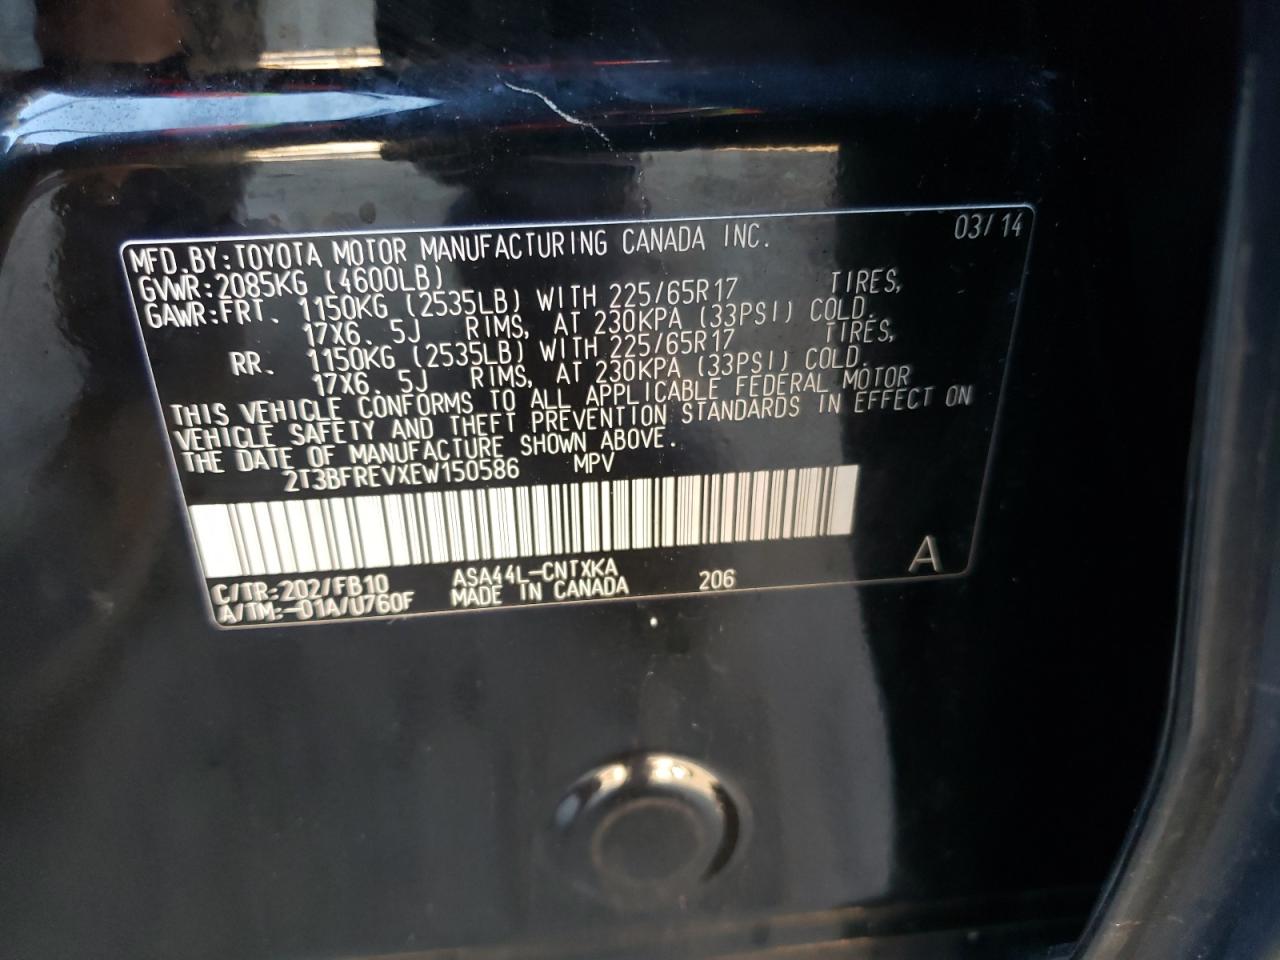 MFD.BY:TOYOTA MOTOR MANUFACTURING CANADA INC. 03/14
GVWR:2085KG (4600LB)
GAWR:FRT. 1150KG (2535LB) WITH 225/65R17 TIRES,
17X6.5J RIMS, AT 230KPA (33PSI) COLD.
RR. 1150KG (2535LB) WITH 225/65R17 TIRES,
17X6.5J RIMS, AT 230KPA (33PSI) COLD.
THIS VEHICLE CONFORMS TO ALL APPLICABLE FEDERAL MOTOR
VEHICLE SAFETY AND THEFT PREVENTION STANDARDS IN EFFECT ON
THE DATE OF MANUFACTURE SHOWN ABOVE.
2T3BFREVXEW150586 MPV
C/TR:202/FB10 ASA44L-CNTXKA 206 A
A/TM:-01A/U760F MADE IN CANADA